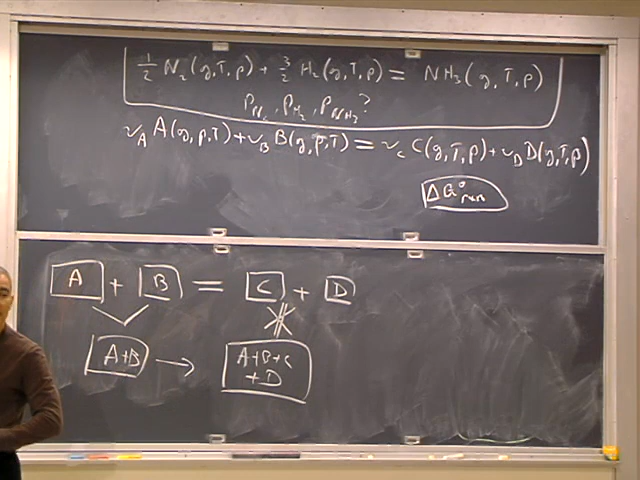 1/2 N₂(g,T,p) + 3/2 H₂(g,T,p) = NH₃(g,T,p)
P_N₂, P_H₂, P_NH₃?
ν_A A(g,p,T) + ν_B B(g,p,T) = ν_C C(g,T,p) + ν_D D(g,T,p)
ΔG°rxn
A + B = C + D
A+B → A+B+C
+D